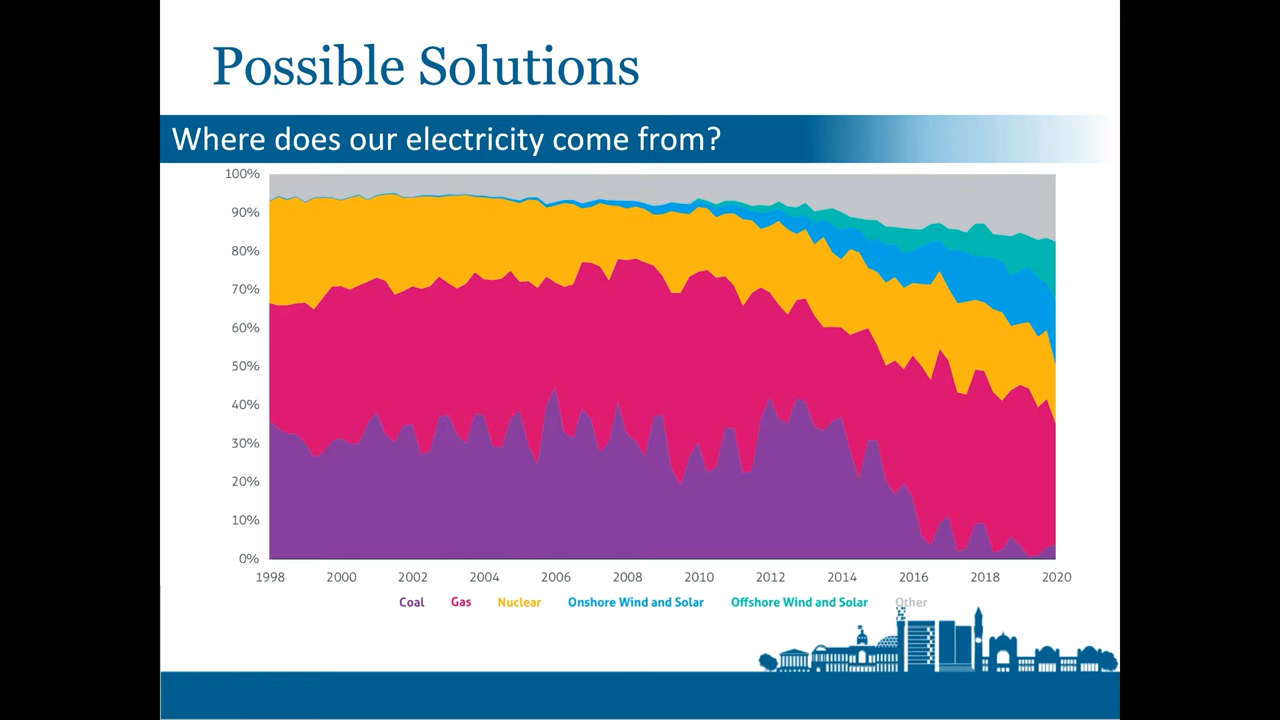 Possible Solutions
Where does our electricity come from?
100%
90%
80%
70%
60%
50%
40%
30%
20%
10%
0%
1998 2000 2002 2004 2006 2008 2010 2012 2014 2016 2018 2020
Coal Gas Nuclear Onshore Wind and Solar Offshore Wind and Solar Other